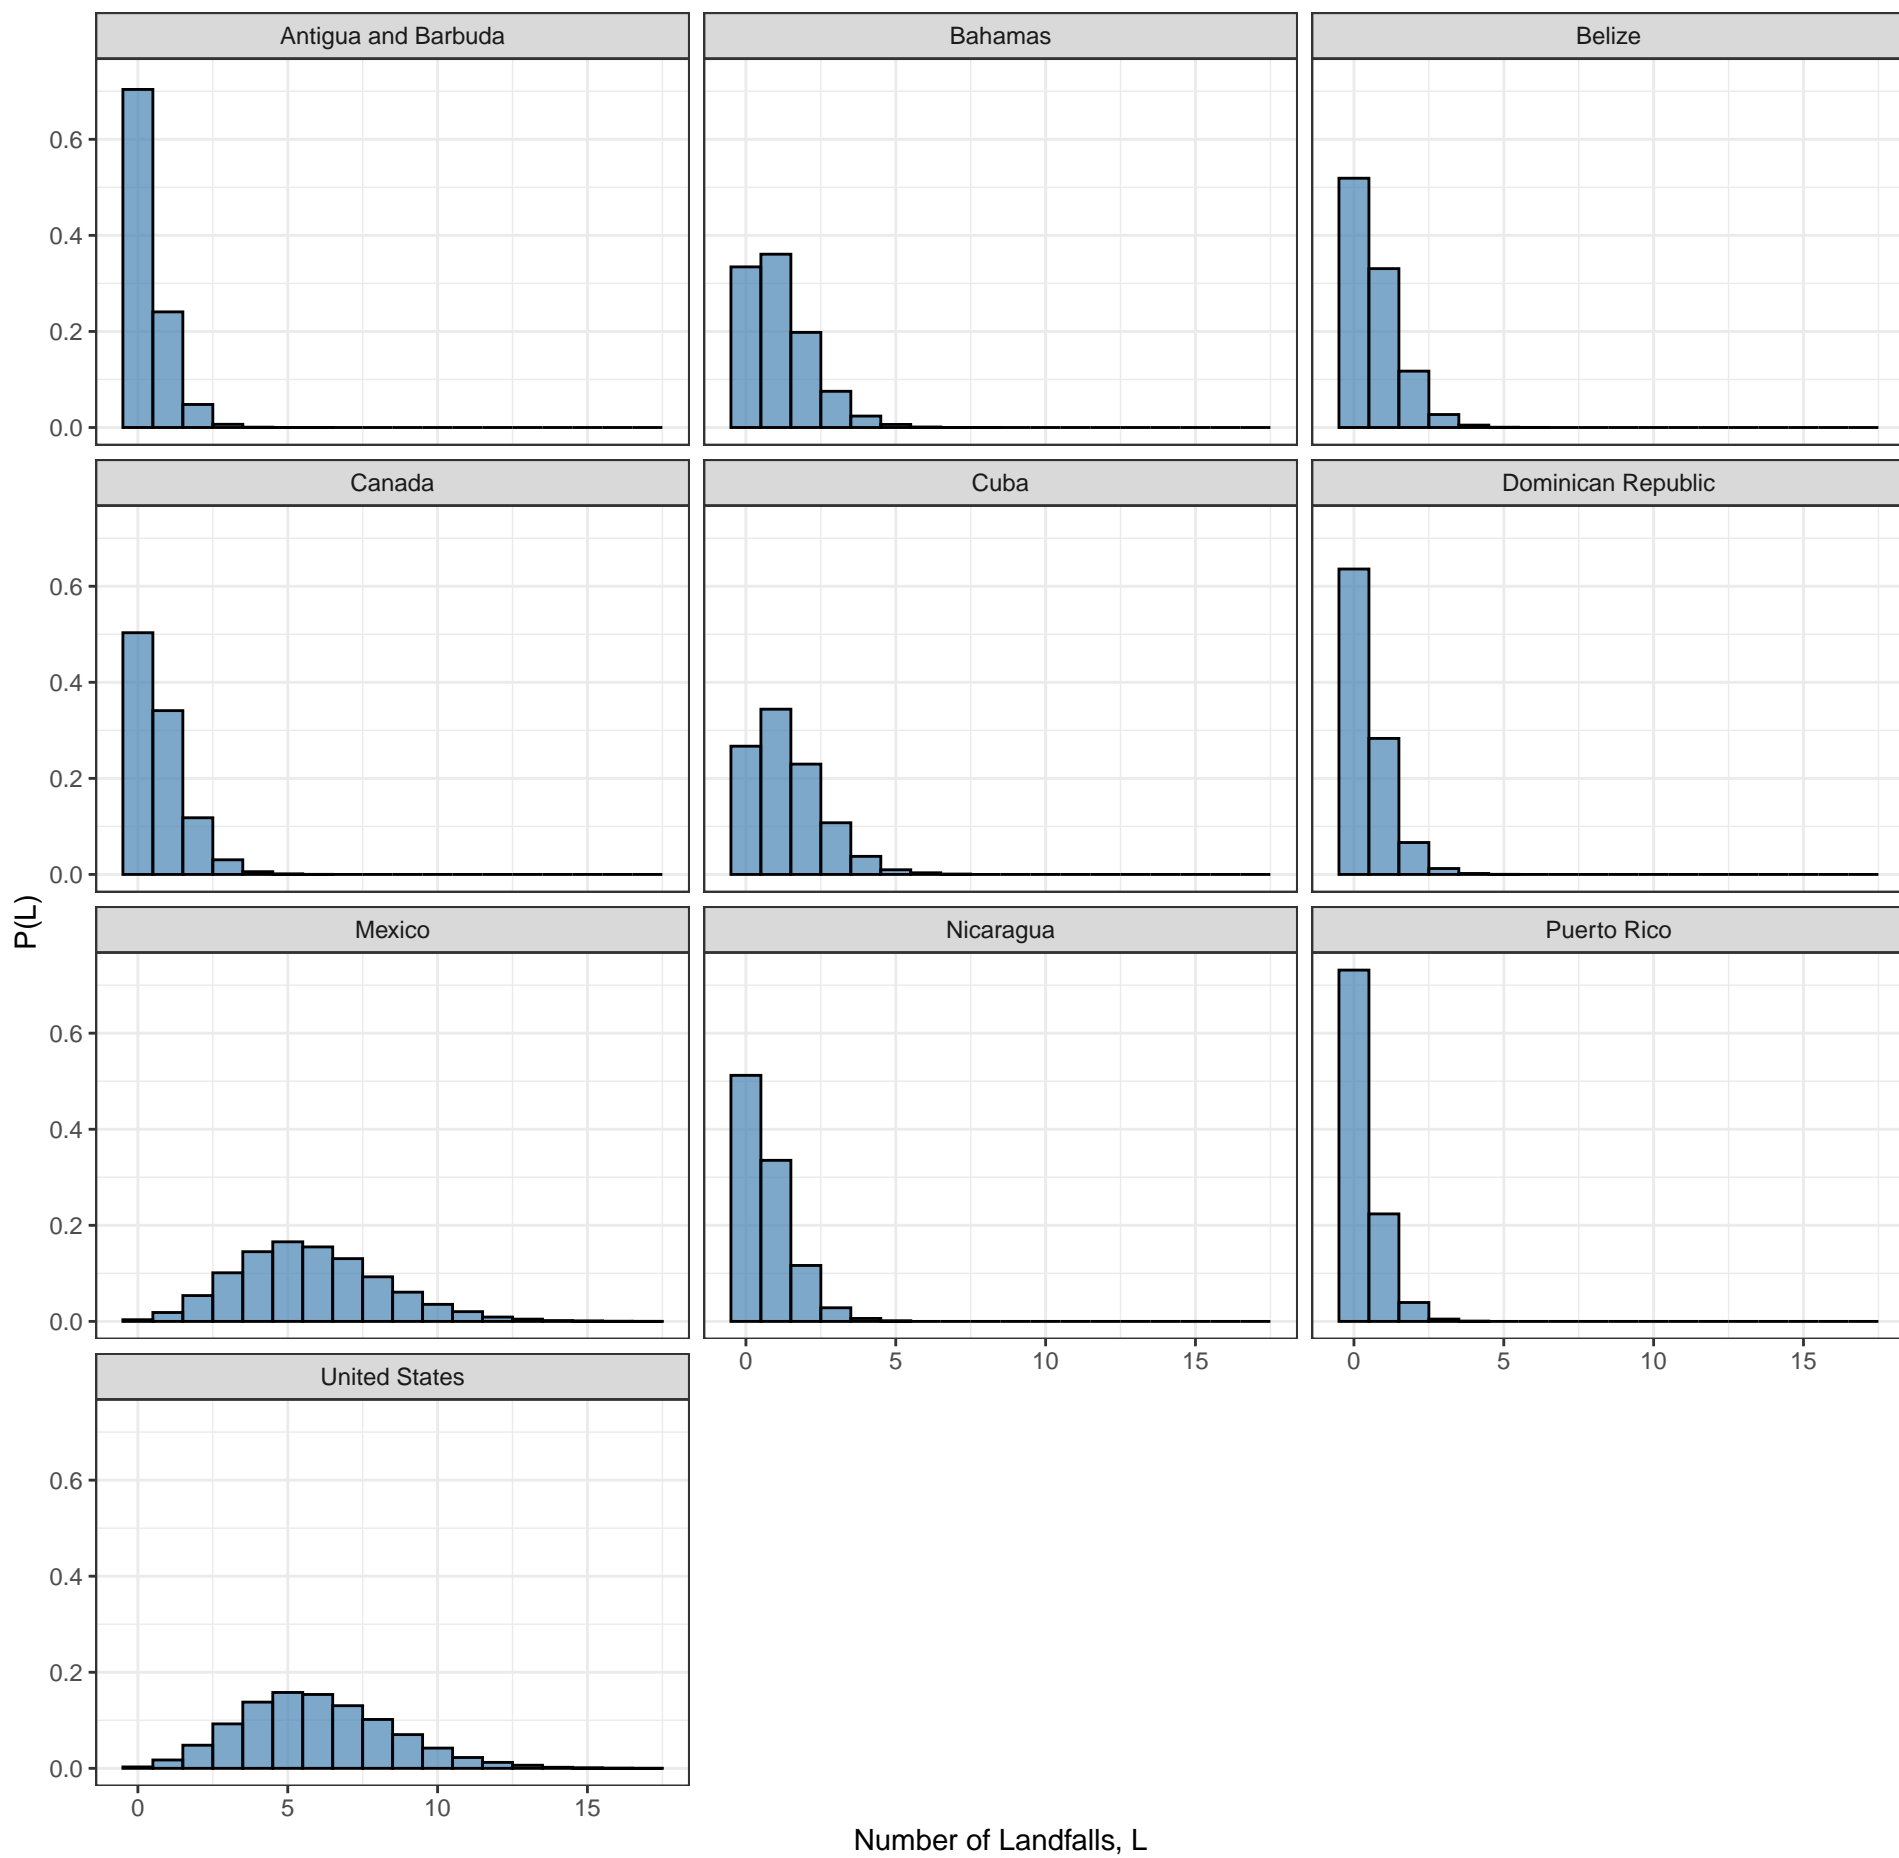 Antigua and Barbuda
Bahamas
Belize
0.6
0.4
0.2
0.0
Canada
Cuba
Dominican Republic
0.6
0.4
0.2
0.0
P(L)
Mexico
Nicaragua
Puerto Rico
0.6
0.4
0.2
0.0
0 5 10 15
0 5 10 15
United States
0.6
0.4
0.2
0.0
0 5 10 15
Number of Landfalls, L